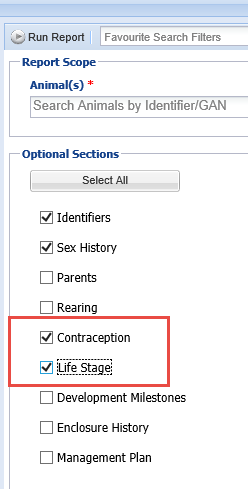 Run Report
Favourite Search Filters
Report Scope
Animal(s) *
Search Animals by Identifier/GAN
Optional Sections
Select All
Identifiers
Sex History
Parents
Rearing
Contraception
Life Stage
Development Milestones
Enclosure History
Management Plan